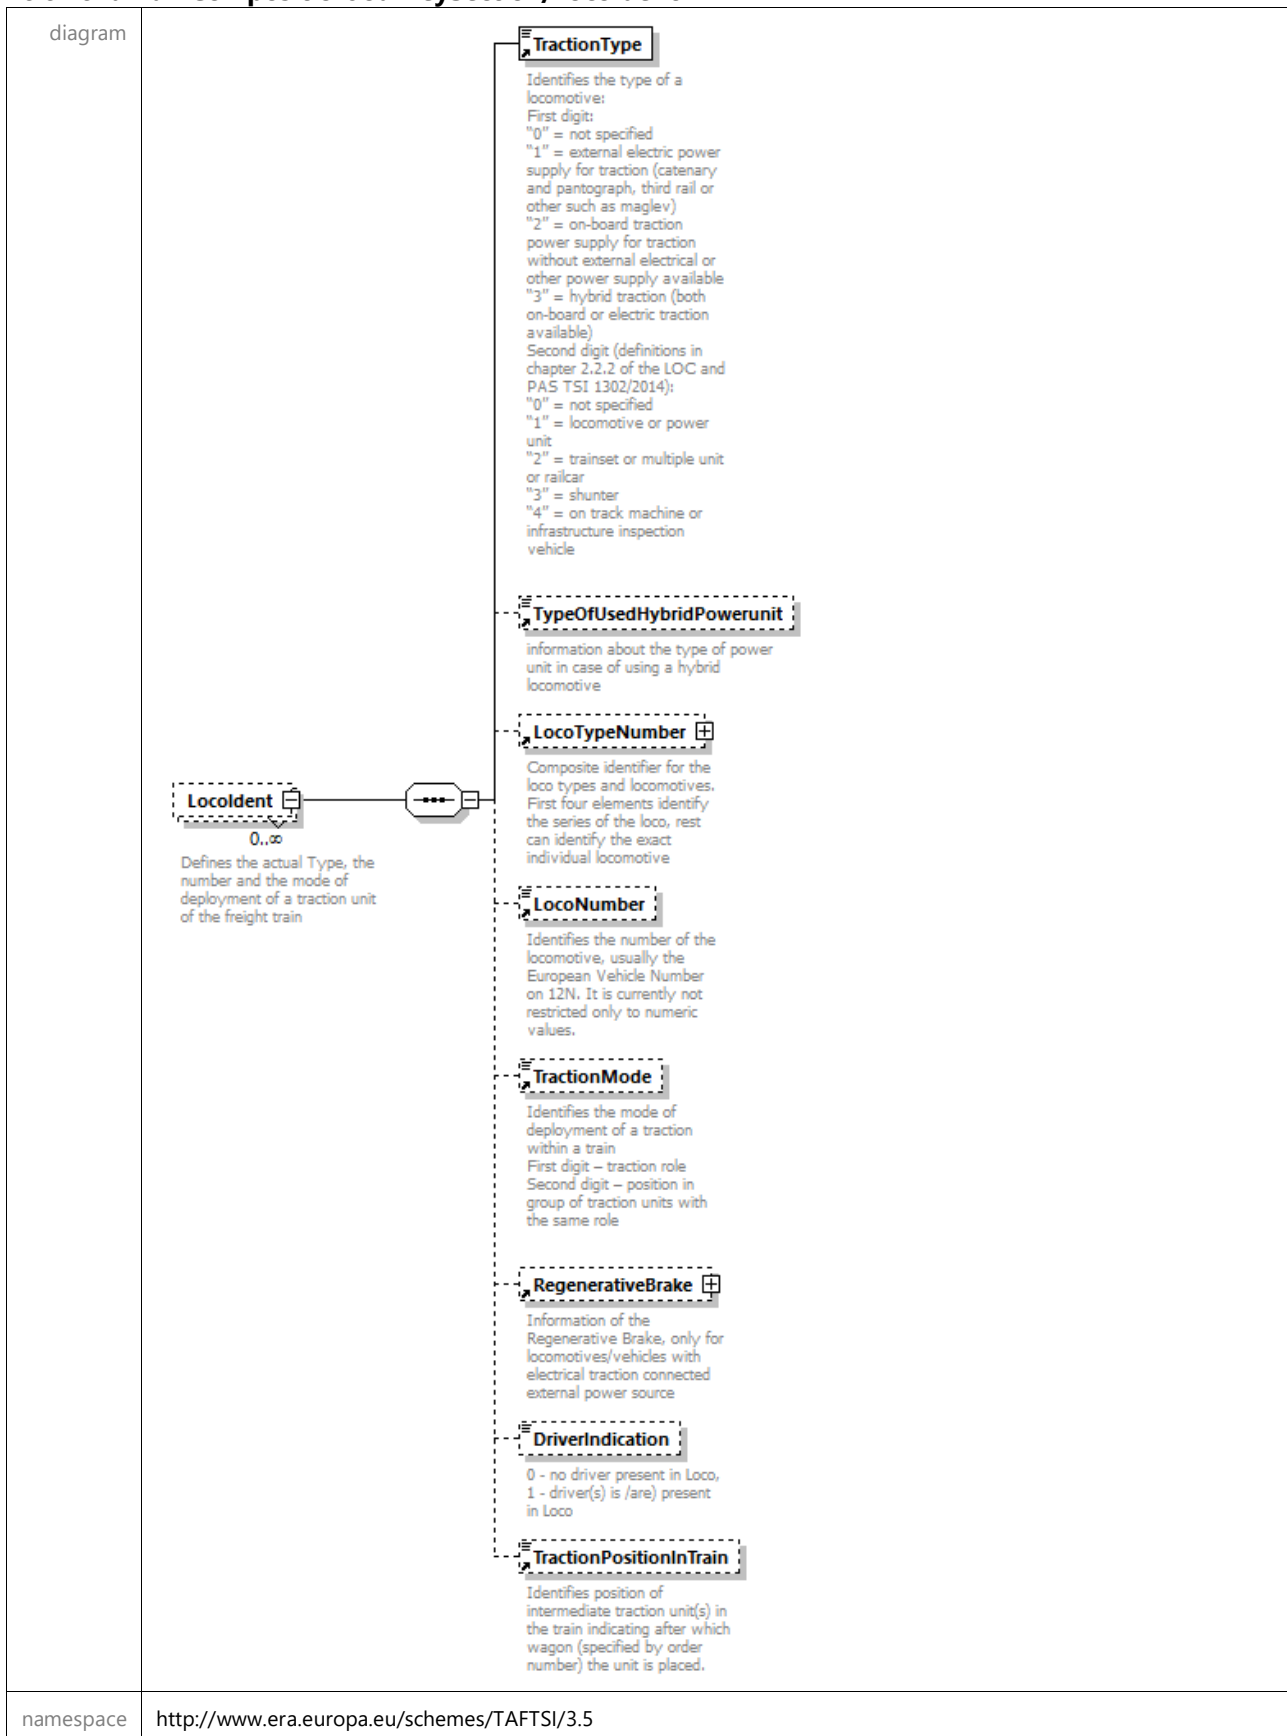 diagram
TractionType
Identifies the type of a
locomotive:
First digit:
"0" = not specified
"1" = external electric power
supply for traction (catenary
and pantograph, third rail or
other such as maglev)
"2" = on-board traction
power supply for traction
without external electrical or
other power supply available
"3" = hybrid traction (both
on-board or electric traction
available)
Second digit (definitions in
chapter 2.2.2 of the LOC and
PAS TSI 1302/2014):
"0" = not specified
"1" = locomotive or power
unit
"2" = trainset or multiple unit
or railcar
"3" = shunter
"4" = on track machine or
infrastructure inspection
vehicle
TypeOfUsedHybridPowerunit
information about the type of power
unit in case of using a hybrid
locomotive
LocoTypeNumber
Composite identifier for the
loco types and locomotives.
First four elements identify
the series of the loco, rest
can identify the exact
individual locomotive
LocoIdent
0..∞
Defines the actual Type, the
number and the mode of
deployment of a traction unit
of the freight train
LocoNumber
Identifies the number of the
locomotive, usually the
European Vehicle Number
on 12N. It is currently not
restricted only to numeric
values.
TractionMode
Identifies the mode of
deployment of a traction
within a train
First digit – traction role
Second digit – position in
group of traction units with
the same role
RegenerativeBrake
Information of the
Regenerative Brake, only for
locomotives/vehicles with
electrical traction connected
external power source
DriverIndication
0 - no driver present in Loco,
1 - driver(s) is /are) present
in Loco
TractionPositionInTrain
Identifies position of
intermediate traction unit(s) in
the train indicating after which
wagon (specified by order
number) the unit is placed.
namespace
http://www.era.europa.eu/schemes/TAFTSI/3.5